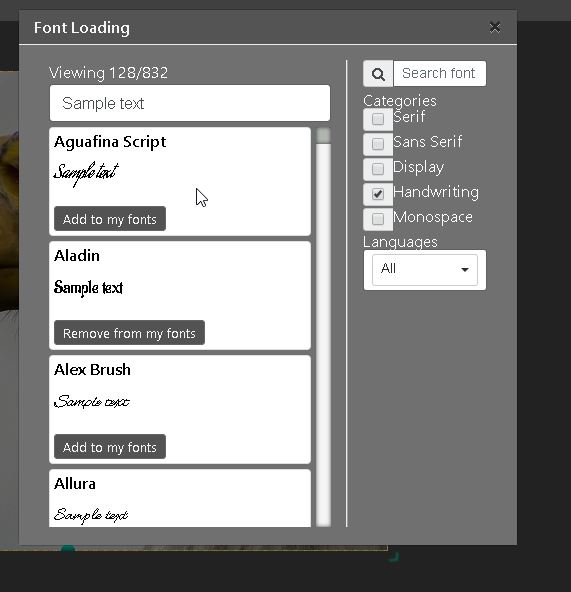 Font Loading
Viewing 128/832
Sample text
Aguafina Script
Sample text
Add to my fonts
Aladin
Sample text
Remove from my fonts
Alex Brush
Sample text
Add to my fonts
Allura
Sample text
Search font
Categories
Serif
Sans Serif
Display
Handwriting
Monospace
Languages
All